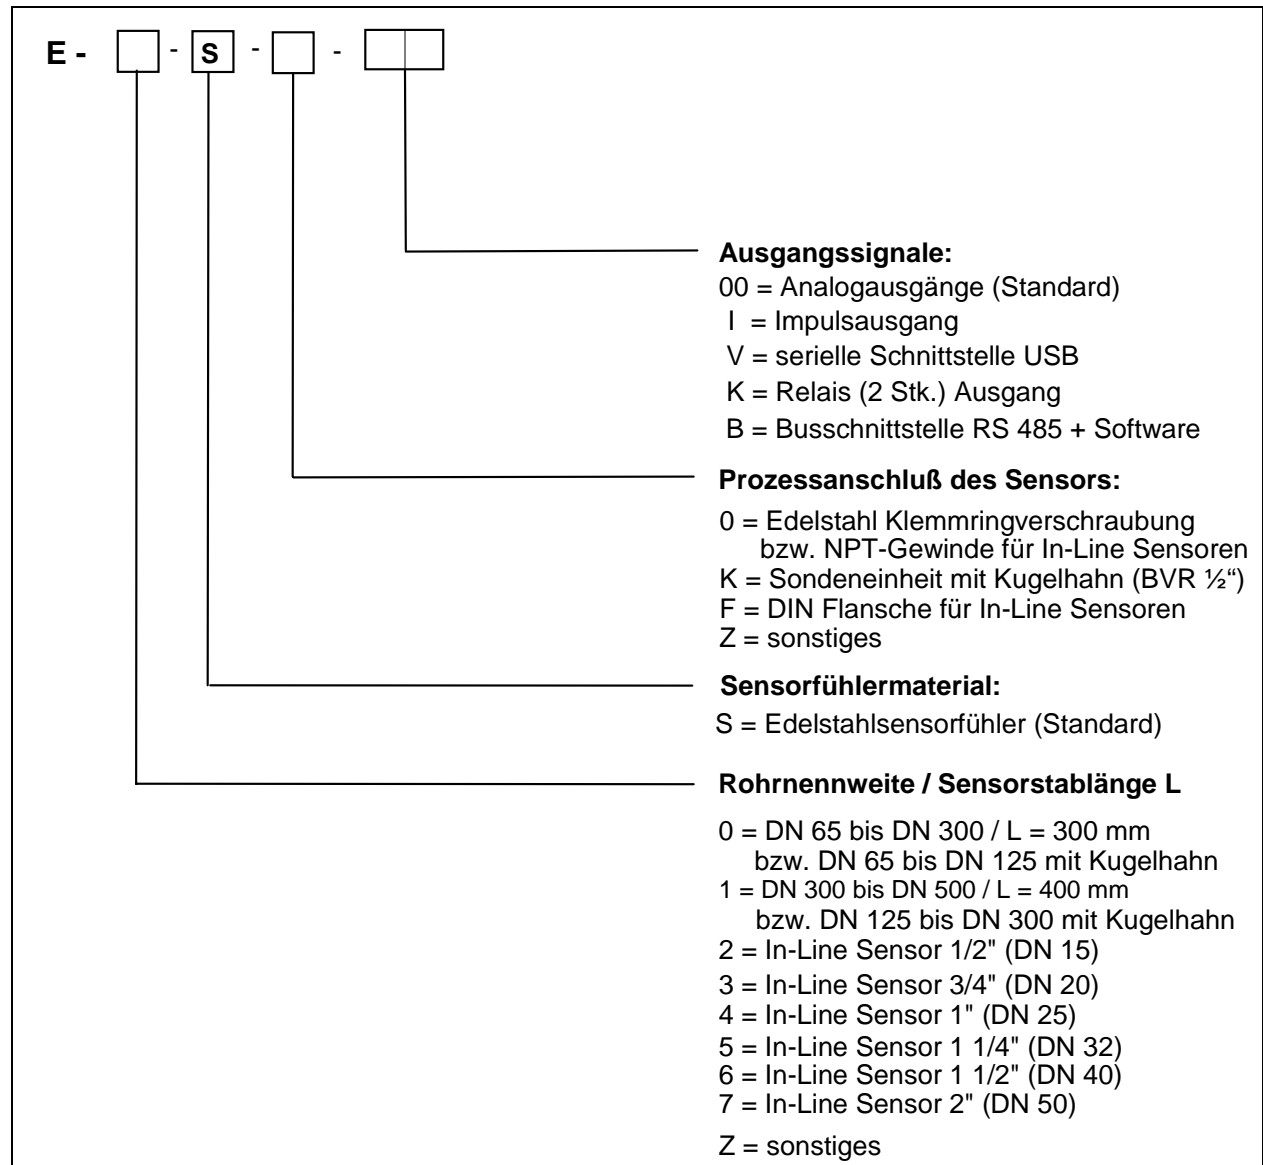 E - - S - -
Ausgangssignale:
00 = Analogausgänge (Standard)
I = Impulsausgang
V = serielle Schnittstelle USB
K = Relais (2 Stk.) Ausgang
B = Busschnittstelle RS 485 + Software
Prozessanschluß des Sensors:
0 = Edelstahl Klemmringverschraubung
bzw. NPT-Gewinde für In-Line Sensoren
K = Sondeneinheit mit Kugelhahn (BVR ½“)
F = DIN Flansche für In-Line Sensoren
Z = sonstiges
Sensorfühlermaterial:
S = Edelstahlsensorfühler (Standard)
Rohrnennweite / Sensorstablänge L
0 = DN 65 bis DN 300 / L = 300 mm
bzw. DN 65 bis DN 125 mit Kugelhahn
1 = DN 300 bis DN 500 / L = 400 mm
bzw. DN 125 bis DN 300 mit Kugelhahn
2 = In-Line Sensor 1/2" (DN 15)
3 = In-Line Sensor 3/4" (DN 20)
4 = In-Line Sensor 1" (DN 25)
5 = In-Line Sensor 1 1/4" (DN 32)
6 = In-Line Sensor 1 1/2" (DN 40)
7 = In-Line Sensor 2" (DN 50)
Z = sonstiges